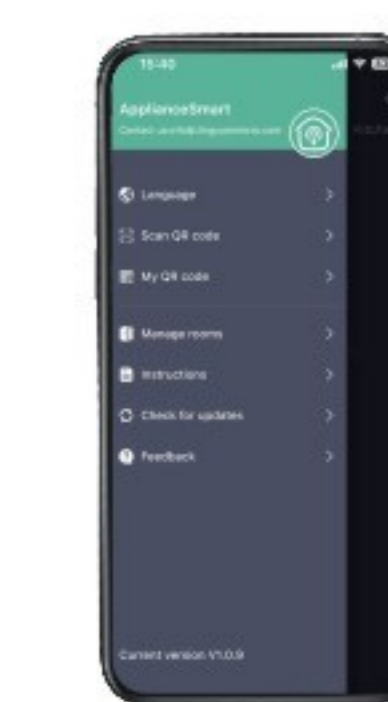 15:40
ApplianceSmart
Language
Scan QR code
My QR code
Manage rooms
Instructions
Check for updates
Feedback
Current version V1.0.9